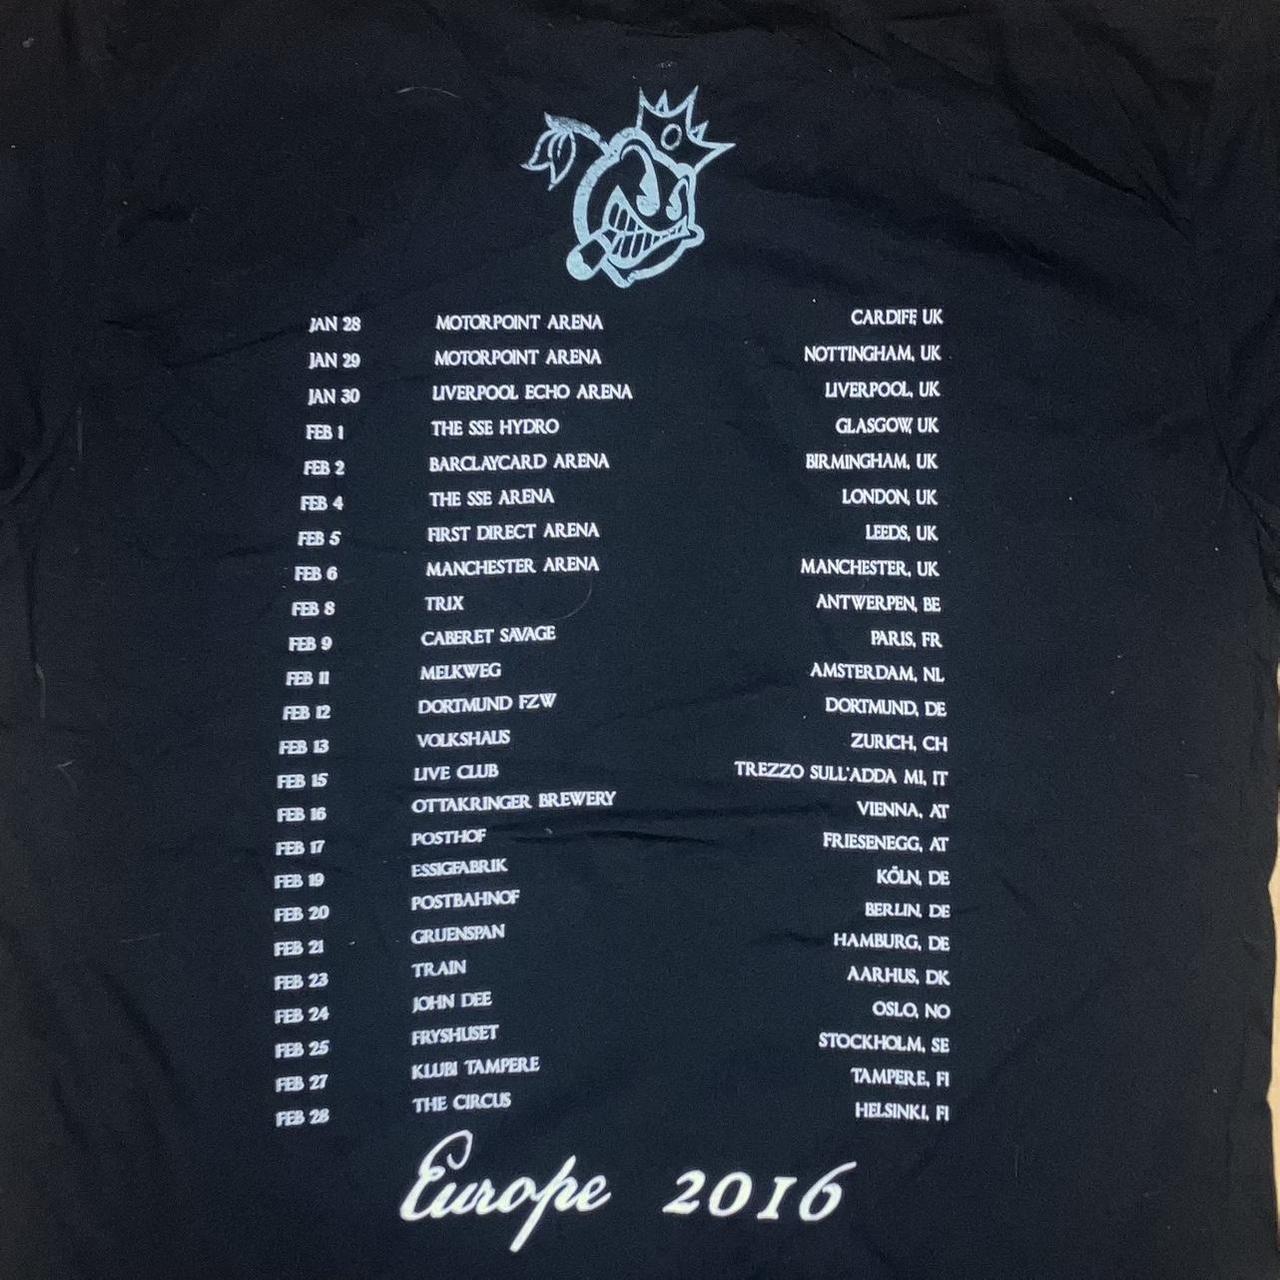 JAN 28 MOTORPOINT ARENA CARDIFF, UK
JAN 29 MOTORPOINT ARENA NOTTINGHAM, UK
JAN 30 LIVERPOOL ECHO ARENA LIVERPOOL, UK
FEB 1 THE SSE HYDRO GLASGOW, UK
FEB 2 BARCLAYCARD ARENA BIRMINGHAM, UK
FEB 4 THE SSE ARENA LONDON, UK
FEB 5 FIRST DIRECT ARENA LEEDS, UK
FEB 6 MANCHESTER ARENA MANCHESTER, UK
FEB 8 TRIX ANTWERPEN, BE
FEB 9 CABERET SAVAGE PARIS, FR
FEB 11 MELKWEG AMSTERDAM, NL
FEB 12 DORTMUND FZW DORTMUND, DE
FEB 13 VOLKSHAUS ZURICH, CH
FEB 15 LIVE CLUB TREZZO SULL'ADDA MI, IT
FEB 16 OTTAKRINGER BREWERY VIENNA, AT
FEB 17 POSTHOF FRIESENEGG, AT
FEB 19 ESSIGFABRIK KÖLN, DE
FEB 20 POSTBAHNOF BERLIN, DE
FEB 21 GRUENSPAN HAMBURG, DE
FEB 23 TRAIN AARHUS, DK
FEB 24 JOHN DEE OSLO, NO
FEB 25 FRYSHUSET STOCKHOLM, SE
FEB 27 KLUBI TAMPERE TAMPERE, FI
FEB 28 THE CIRCUS HELSINKI, FI
Europe 2016